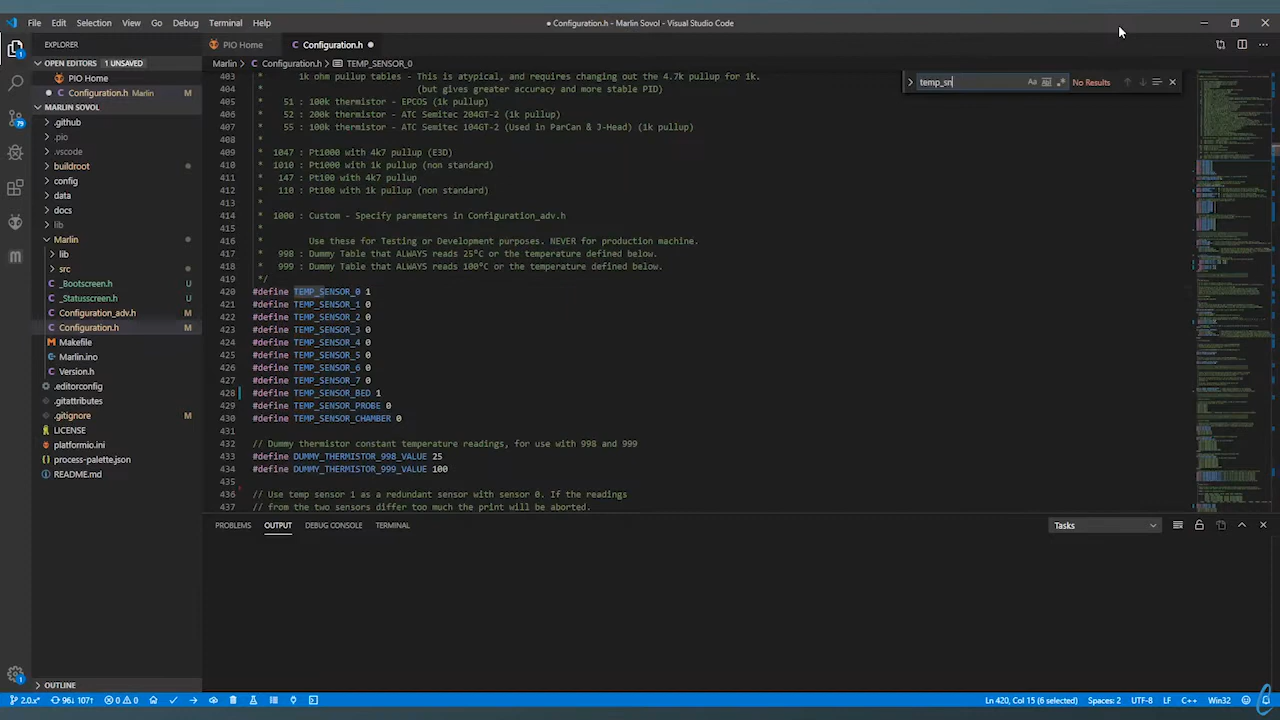 File Edit Selection View Go Debug Terminal Help
● Configuration.h - Marlin Sovol - Visual Studio Code
EXPLORER
PIO Home
C Configuration.h ●
OPEN EDITORS 1 UNSAVED
Marlin > C Configuration.h > TEMP_SENSOR_0
PIO Home
● C Configuration.h Marlin M
MARLIN SOVOL
.github
.pio
.vscode
buildroot
config
data
docs
lib
Marlin
lib
src
C _Bootscreen.h U
C _Statusscreen.h U
C Configuration_adv.h M
C Configuration.h M
Makefile
Marlin.ino
C Version.h
.editorconfig
.gitattributes
.gitignore M
LICENSE
platformio.ini
process-palette.json
README.md
OUTLINE
1
79
1
403 * 1k ohm pullup tables - This is atypical, and requires changing out the 4.7k pullup for 1k.
404 * (but gives greater accuracy and more stable PID)
405 * 51 : 100k thermistor - EPCOS (1k pullup)
406 * 52 : 200k thermistor - ATC Semitec 204GT-2 (1k pullup)
407 * 55 : 100k thermistor - ATC Semitec 104GT-2 (Used in ParCan & J-Head) (1k pullup)
408 *
409 * 1047 : Pt1000 with 4k7 pullup (E3D)
410 * 1010 : Pt1000 with 1k pullup (non standard)
411 * 147 : Pt100 with 4k7 pullup
412 * 110 : Pt100 with 1k pullup (non standard)
413 *
414 * 1000 : Custom - Specify parameters in Configuration_adv.h
415 *
416 * Use these for Testing or Development purposes. NEVER for production machine.
417 * 998 : Dummy Table that ALWAYS reads 25°C or the temperature defined below.
418 * 999 : Dummy Table that ALWAYS reads 100°C or the temperature defined below.
419 */
420 #define TEMP_SENSOR_0 1
421 #define TEMP_SENSOR_1 0
422 #define TEMP_SENSOR_2 0
423 #define TEMP_SENSOR_3 0
424 #define TEMP_SENSOR_4 0
425 #define TEMP_SENSOR_5 0
426 #define TEMP_SENSOR_6 0
427 #define TEMP_SENSOR_7 0
428 #define TEMP_SENSOR_BED 1
429 #define TEMP_SENSOR_PROBE 0
430 #define TEMP_SENSOR_CHAMBER 0
431
432 // Dummy thermistor constant temperature readings, for use with 998 and 999
433 #define DUMMY_THERMISTOR_998_VALUE 25
434 #define DUMMY_THERMISTOR_999_VALUE 100
435
436 // Use temp sensor 1 as a redundant sensor with sensor 0. If the readings
437 // from the two sensors differ too much the print will be aborted.
temp_sn Aa Abl .* No Results
PROBLEMS OUTPUT DEBUG CONSOLE TERMINAL
Tasks
2.0.x* 96↓ 107↑ 0 0
Ln 420, Col 15 (6 selected) Spaces: 2 UTF-8 LF C++ Win32